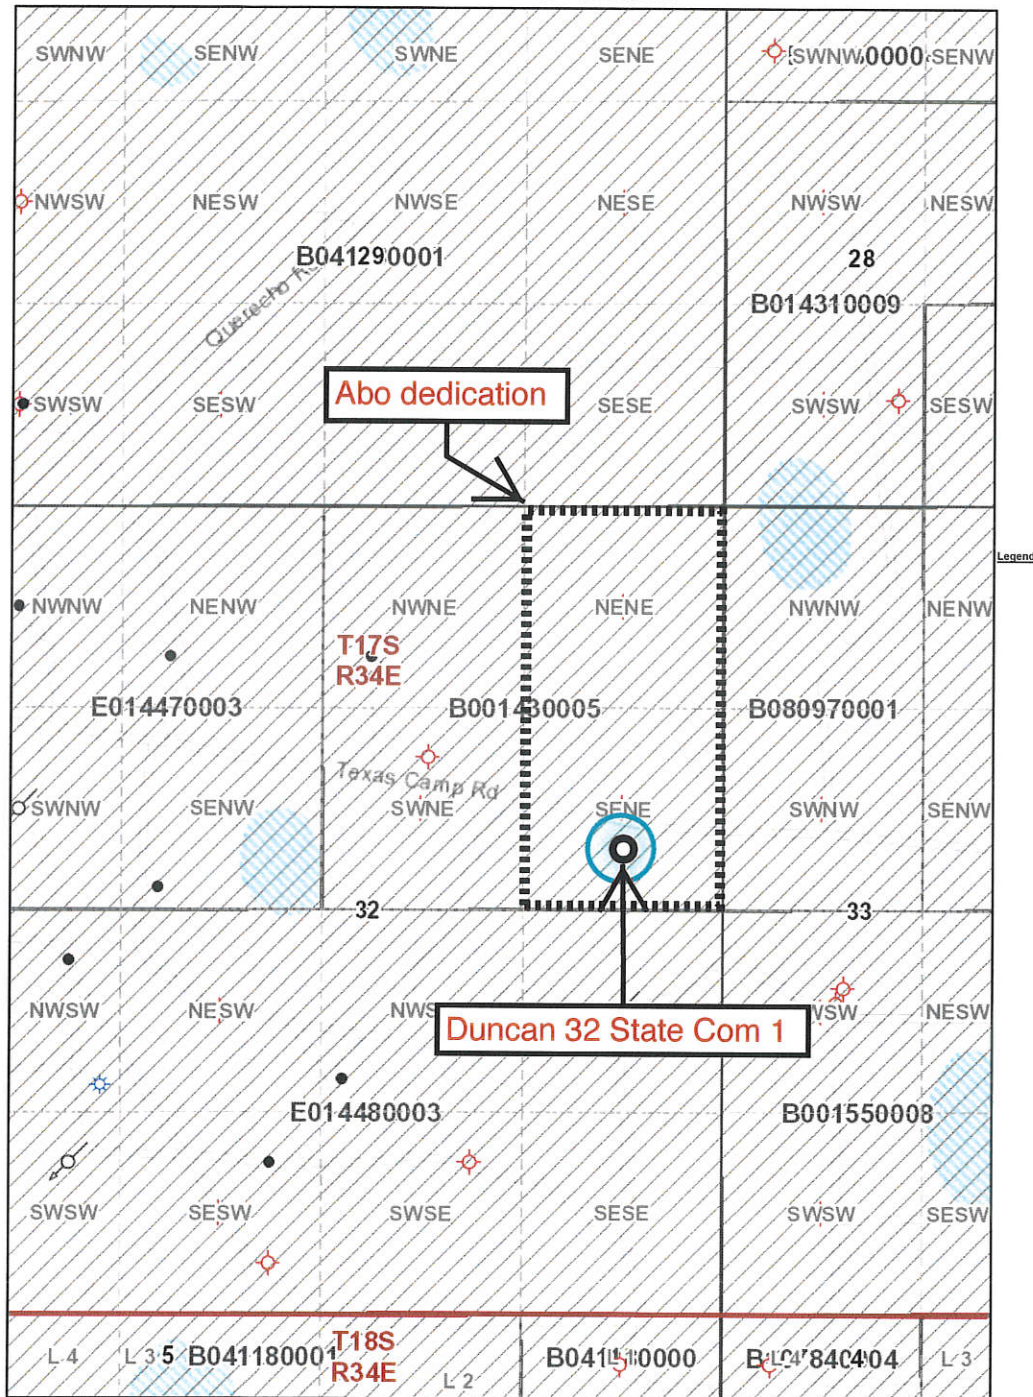 SWNW SENW SWNE SENE SWNW 0000 SENW
NWSW NESW NWSE NESE NWSW NESW
B041290001
28
Querecho
B014310009
Abo dedication
SWSW SESW SESE SWSW SESW
Legend
NWNW NENW NWNE NENE NWNW NENW
T17S
R34E
E014470003 B001430005 B080970001
Texas Camp Rd
SWNW SENW SWNE SENE SWNW SENW
32 33
NWSW NESW NESW
Duncan 32 State Com 1
E014480003 B001550008
SWSW SESW SWSE SESE SWSW SESW
T18S
R34E
L 4 L 3 5 B041180001 L 2 L 3